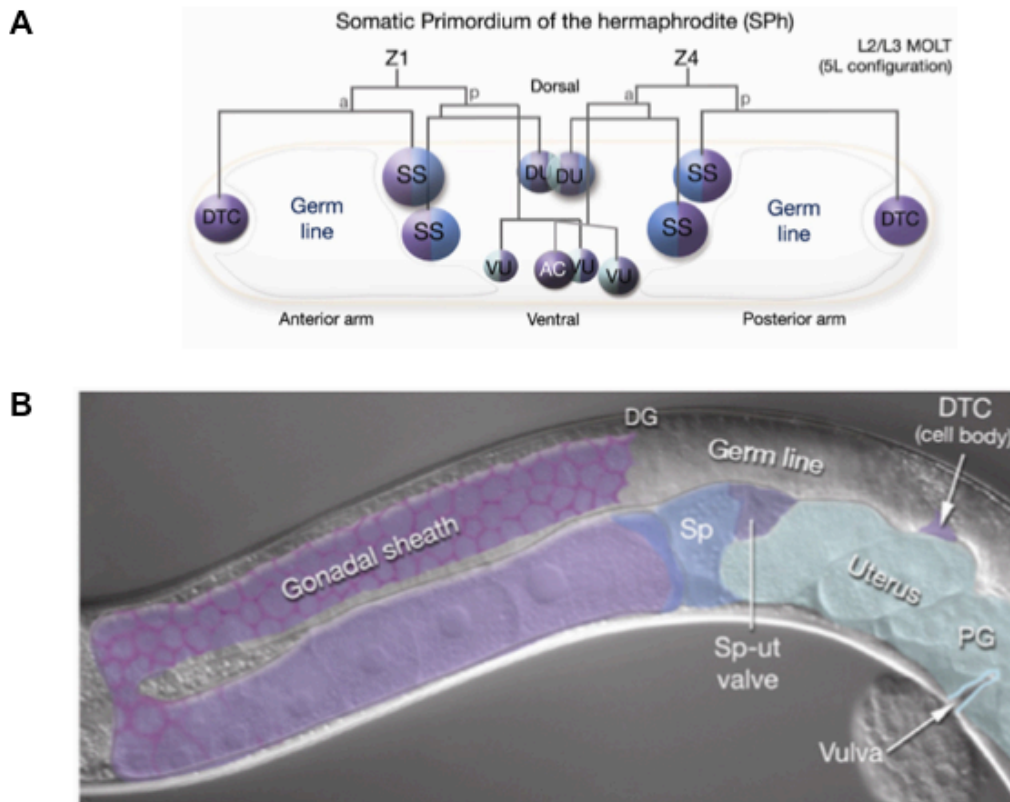 A
Somatic Primordium of the hermaphrodite (SPh)
L2/L3 MOLT
(5L configuration)
Z1
Z4
Dorsal
a
p
a
p
SS
DU
DU
SS
DTC
Germ
line
SS
SS
Germ
line
DTC
VU
AC
VU
VU
Anterior arm
Ventral
Posterior arm
B
DG
DTC
(cell body)
Germ line
Gonadal sheath
Sp
Uterus
Sp-ut
valve
PG
Vulva